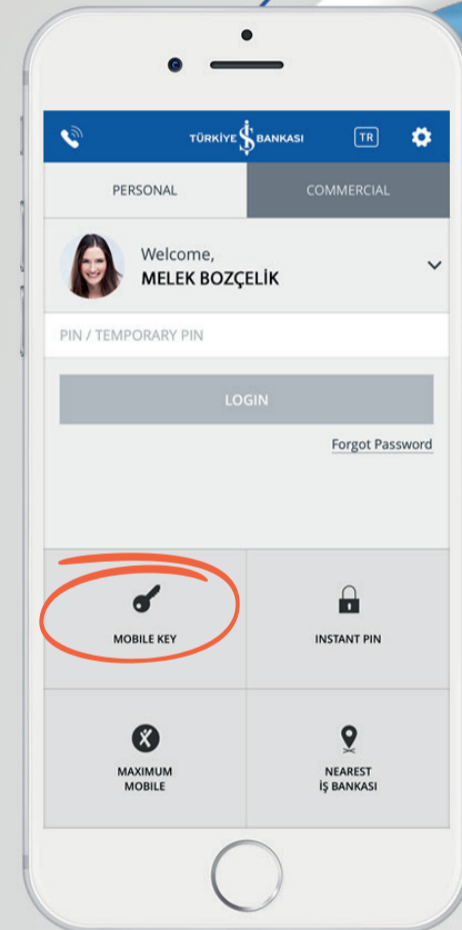 TÜRKİYE İŞ BANKASI
TR
PERSONAL
COMMERCIAL
Welcome,
MELEK BOZÇELİK
PIN / TEMPORARY PIN
LOGIN
Forgot Password
MOBILE KEY
INSTANT PIN
MAXIMUM
MOBILE
NEAREST
İŞ BANKASI